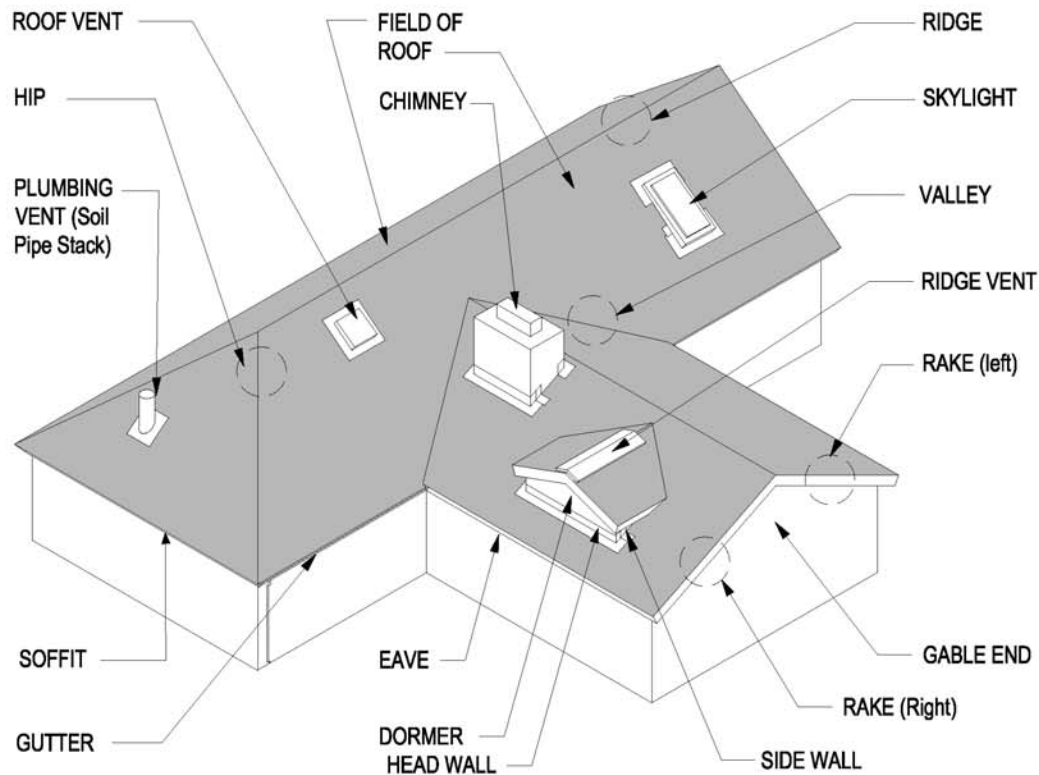 ROOF VENT
HIP
PLUMBING
VENT (Soil
Pipe Stack)
SOFFIT
GUTTER
FIELD OF
ROOF
CHIMNEY
EAVE
DORMER
HEAD WALL
SIDE WALL
RIDGE
SKYLIGHT
VALLEY
RIDGE VENT
RAKE (left)
GABLE END
RAKE (Right)